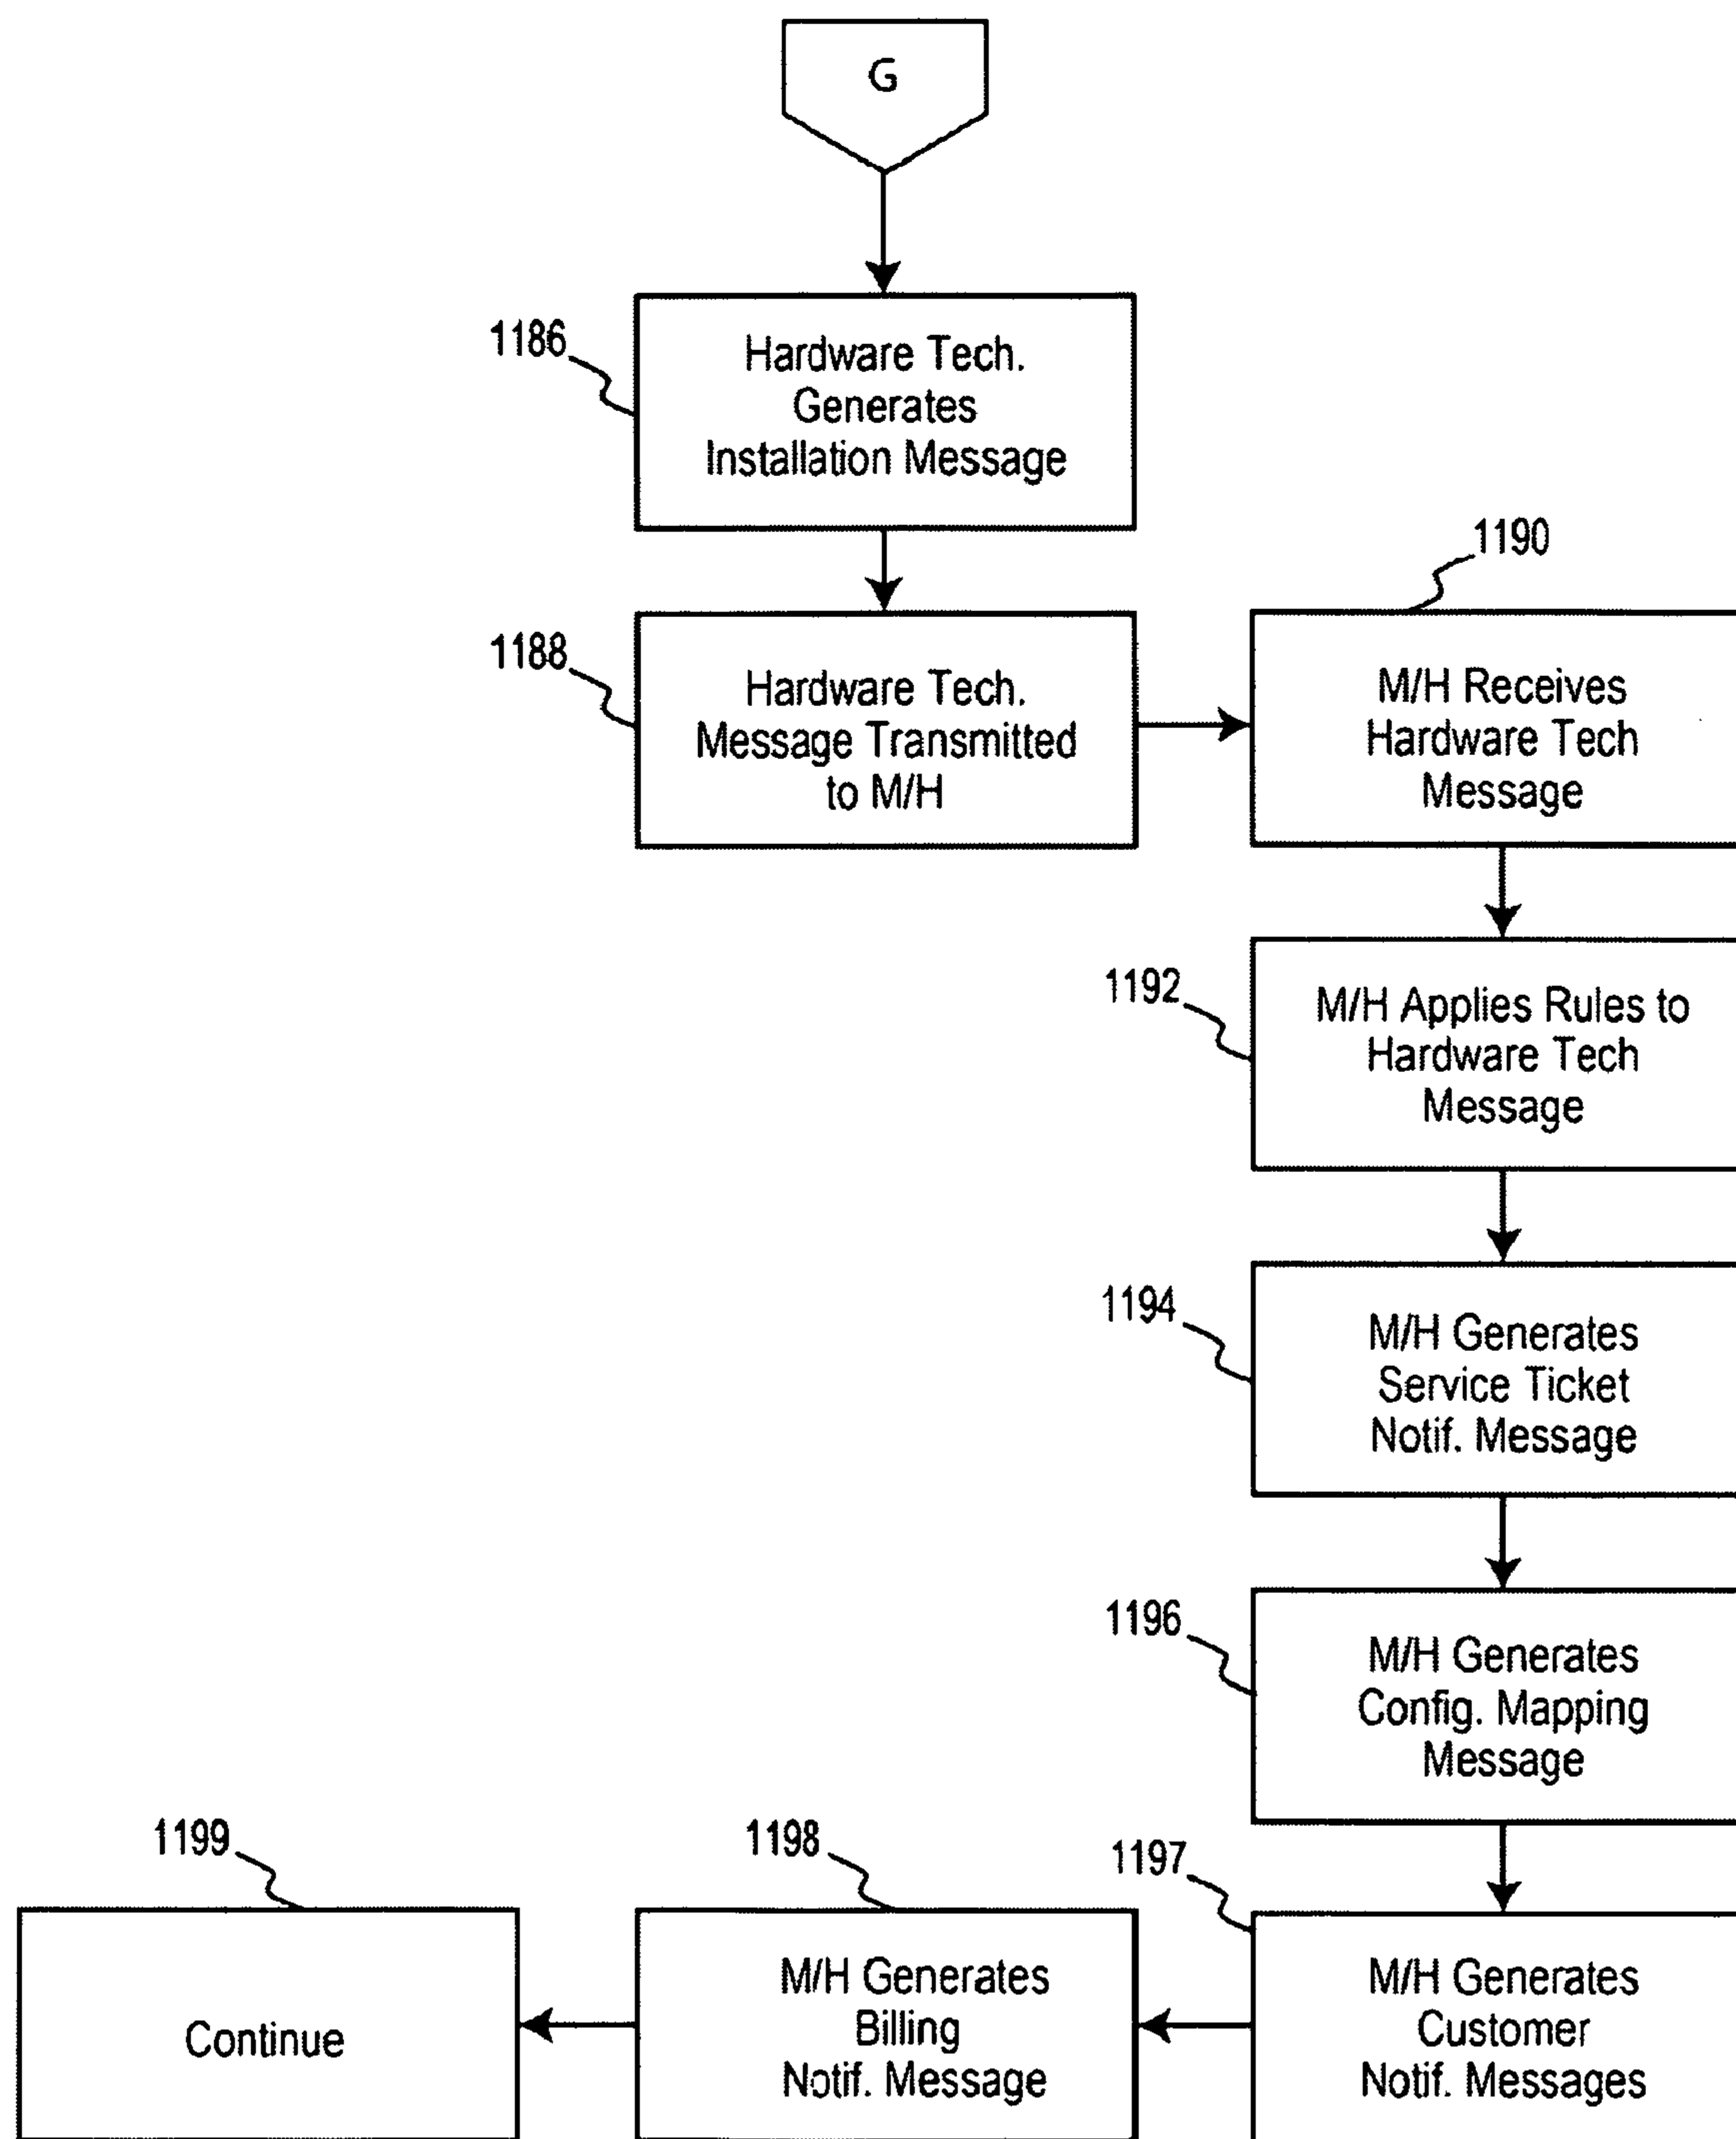 G
1186
Hardware Tech.
Generates
Installation Message
1188
Hardware Tech.
Message Transmitted
to M/H
1190
M/H Receives
Hardware Tech
Message
1192
M/H Applies Rules to
Hardware Tech
Message
1194
M/H Generates
Service Ticket
Notif. Message
1196
M/H Generates
Config. Mapping
Message
1197
M/H Generates
Customer
Notif. Messages
1198
M/H Generates
Billing
Notif. Message
1199
Continue